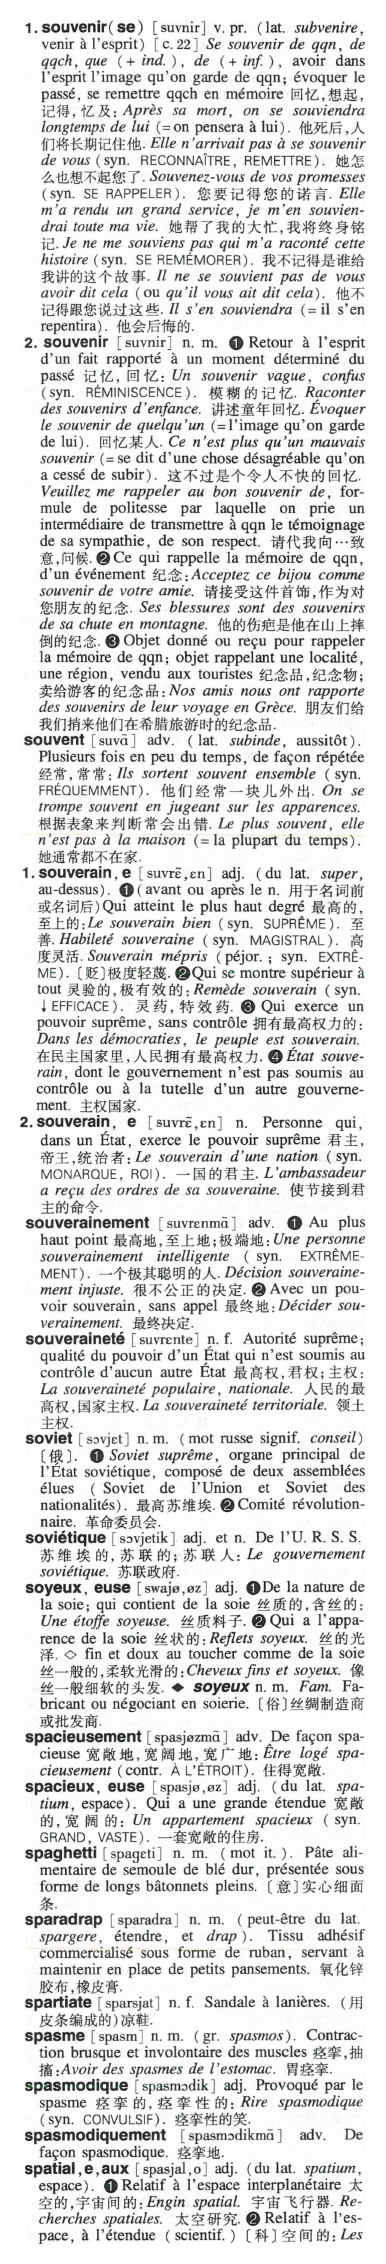 1. souvenir(se) [suvnir] v. pr. (lat. subvenire,
venir à l'esprit) [c. 22] Se souvenir de qqn, de
qqch, que (+ ind.), de (+ inf.), avoir dans
l'esprit l'image qu'on garde de qqn; évoquer le
passé, se remettre qqch en mémoire 回忆,想起,
记得,忆及: Après sa mort, on se souviendra
longtemps de lui (=on pensera à lui). 他死后,人
们将长期记住他. Elle n'arrivait pas à se souvenir
de vous (syn. RECONNAÎTRE, REMETTRE). 她怎
么也想不起您了. Souvenez-vous de vos promesses
(syn. SE RAPPELER). 您要记得您的诺言. Elle
m'a rendu un grand service, je m'en souvien-
drai toute ma vie. 她帮了我的大忙,我将终身铭
记. Je ne me souviens pas qui m'a raconté cette
histoire (syn. SE REMÉMORER). 我不记得是谁给
我讲的这个故事. Il ne se souvient pas de vous
avoir dit cela (ou qu'il vous ait dit cela). 他不
记得跟您说过这些. Il s'en souviendra (= il s'en
repentira). 他会后悔的.
2. souvenir [suvnir] n. m. ❶ Retour à l'esprit
d'un fait rapporté à un moment déterminé du
passé 记忆,回忆: Un souvenir vague, confus
(syn. RÉMINISCENCE). 模糊的记忆. Raconter
des souvenirs d'enfance. 讲述童年回忆. Évoquer
le souvenir de quelqu'un (=l'image qu'on garde
de lui). 回忆某人. Ce n'est plus qu'un mauvais
souvenir (=se dit d'une chose désagréable qu'on
a cessé de subir). 这不过是个令人不快的回忆.
Veuillez me rappeler au bon souvenir de, for-
mule de politesse par laquelle on prie un
intermédiaire de transmettre à qqn le témoignage
de sa sympathie, de son respect. 请代我向…致
意,问候. ❷ Ce qui rappelle la mémoire de qqn,
d'un événement 纪念:Acceptez ce bijou comme
souvenir de votre amie. 请接受这件首饰,作为对
您朋友的纪念. Ses blessures sont des souvenirs
de sa chute en montagne. 他的伤疤是他在山上摔
倒的纪念. ❸ Objet donné ou reçu pour rappeler
la mémoire de qqn; objet rappelant une localité,
une région, vendu aux touristes 纪念品,纪念物;
卖给游客的纪念品: Nos amis nous ont rapporté
des souvenirs de leur voyage en Grèce. 朋友们给
我们捎来他们在希腊旅游时的纪念品.
souvent [suvɑ̃] adv. (lat. subinde, aussitôt).
Plusieurs fois en peu du temps, de façon répétée
经常,常常: Ils sortent souvent ensemble (syn.
FRÉQUEMMENT). 他们经常一块儿外出. On se
trompe souvent en jugeant sur les apparences.
根据表象来判断常会出错. Le plus souvent, elle
n'est pas à la maison (= la plupart du temps).
她通常都不在家.
1. souverain, e [suvrɛ̃,ɛn] adj. (du lat. super,
au-dessus). ❶ (avant ou après le n. 用于名词前
或名词后) Qui atteint le plus haut degré 最高的,
至上的: Le souverain bien (syn. SUPRÊME). 至
善. Habileté souveraine (syn. MAGISTRAL). 高
度灵活. Souverain mépris (péjor.; syn. EXTRÊ-
ME). 〔贬〕极度轻蔑. ❷ Qui se montre supérieur à
tout 灵验的,极有效的: Remède souverain (syn.
↓ EFFICACE). 灵药,特效药. ❸ Qui exerce un
pouvoir suprême, sans contrôle 拥有最高权力的:
Dans les démocraties, le peuple est souverain.
在民主国家里,人民拥有最高权力. ❹ État souve-
rain, dont le gouvernement n'est pas soumis au
contrôle ou à la tutelle d'un autre gouverne-
ment. 主权国家.
2. souverain, e [suvrɛ̃,ɛn] n. Personne qui,
dans un État, exerce le pouvoir suprême 君主,
帝王,统治者: Le souverain d'une nation (syn.
MONARQUE, ROI). 一国的君主. L'ambassadeur
a reçu des ordres de sa souveraine. 使节接到君
主的命令.
souverainement [suvrɛnmɑ̃] adv. ❶ Au plus
haut point 最高地,至上地;极端地: Une personne
souverainement intelligente (syn. EXTRÊME-
MENT). 一个极其聪明的人. Décision souveraine-
ment injuste. 很不公正的决定. ❷ Avec un pou-
voir souverain, sans appel 最终地: Décider sou-
verainement. 最终决定.
souveraineté [suvrɛnte] n. f. Autorité suprême;
qualité du pouvoir d'un État qui n'est soumis au
contrôle d'aucun autre État 最高权,君权;主权:
La souveraineté populaire, nationale. 人民的最
高权,国家主权. La souveraineté territoriale. 领土
主权.
soviet [sɔvjɛt] n. m. (mot russe signif. conseil)
〔俄〕. ❶ Soviet suprême, organe principal de
l'État soviétique, composé de deux assemblées
élues (Soviet de l'Union et Soviet des
nationalités). 最高苏维埃. ❷ Comité révolution-
naire. 革命委员会.
soviétique [sɔvjetik] adj. et n. De l'U. R. S. S.
苏维埃的,苏联的;苏联人: Le gouvernement
soviétique. 苏联政府.
soyeux, euse [swajø,øz] adj. ❶ De la nature de
la soie; qui contient de la soie 丝质的,含丝的:
Une étoffe soyeuse. 丝质料子. ❷ Qui a l'appa-
rence de la soie 丝状的: Reflets soyeux. 丝的光
泽. ◇ fin et doux au toucher comme de la soie
丝一般的,柔软光滑的: Cheveux fins et soyeux. 像
丝一般细软的头发. ◆ soyeux n. m. Fam. Fa-
bricant ou négociant en soierie. 〔俗〕丝绸制造商
或批发商.
spacieusement [spasjøzmɑ̃] adv. De façon spa-
cieuse 宽敞地,宽阔地,宽广地: Être logé spa-
cieusement (contr. À L'ÉTROIT). 住得宽敞.
spacieux, euse [spasjø,øz] adj. (du lat. spa-
tium, espace). Qui a une grande étendue 宽敞
的,宽阔的: Un appartement spacieux (syn.
GRAND, VASTE). 一套宽敞的住房.
spaghetti [spaɡeti] n. m. (mot it.). Pâte ali-
mentaire de semoule de blé dur, présentée sous
forme de longs bâtonnets pleins. 〔意〕实心细面
条.
sparadrap [sparadra] n. m. (peut-être du lat.
spargere, étendre, et drap). Tissu adhésif
commercialisé sous forme de ruban, servant à
maintenir en place de petits pansements. 氧化锌
胶布,橡皮膏.
spartiate [sparsjat] n. f. Sandale à lanières. (用
皮条编成的)凉鞋.
spasme [spasm] n. m. (gr. spasmos). Contrac-
tion brusque et involontaire des muscles 痉挛,抽
搐:Avoir des spasmes de l'estomac. 胃痉挛.
spasmodique [spasmɔdik] adj. Provoqué par le
spasme 痉挛的,痉挛性的: Rire spasmodique
(syn. CONVULSIF). 痉挛性的笑.
spasmodiquement [spasmɔdikmɑ̃] adv. De
façon spasmodique. 痉挛地.
spatial,e,aux [spasjal,o] adj. (du lat. spatium,
espace). ❶ Relatif à l'espace interplanétaire 太
空的,宇宙间的: Engin spatial. 宇宙飞行器. Re-
cherches spatiales. 太空研究. ❷ Relatif à l'es-
pace, à l'étendue (scientif.) 〔科〕空间的: Les